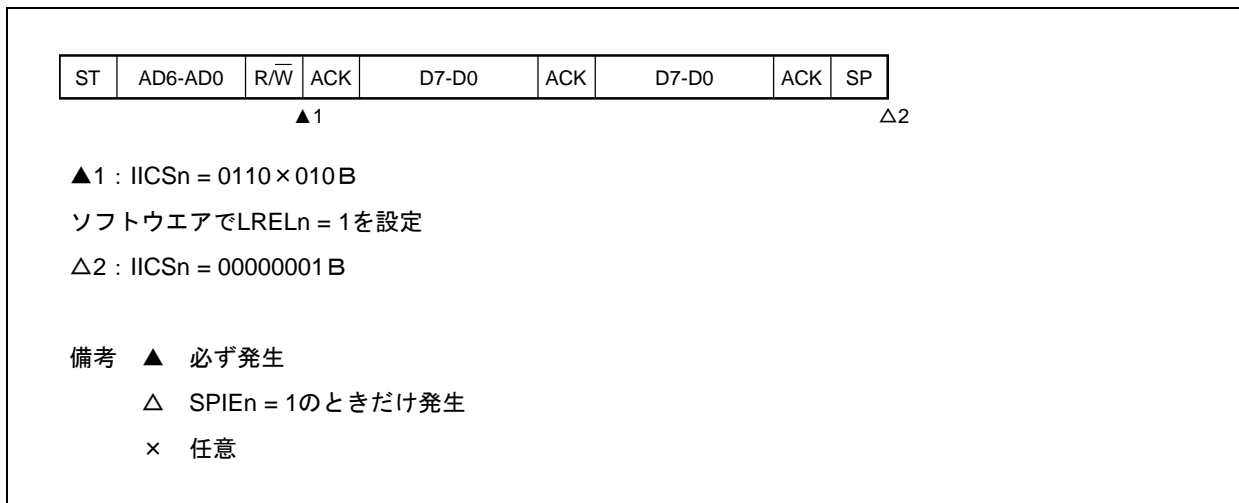 ST AD6-AD0 R/W ACK D7-D0 ACK D7-D0 ACK SP
▲1 △2
▲1：IICSn = 0110×010B
ソフトウエアでLRELn = 1を設定
△2：IICSn = 00000001B
備考 ▲ 必ず発生
△ SPIEn = 1のときだけ発生
× 任意